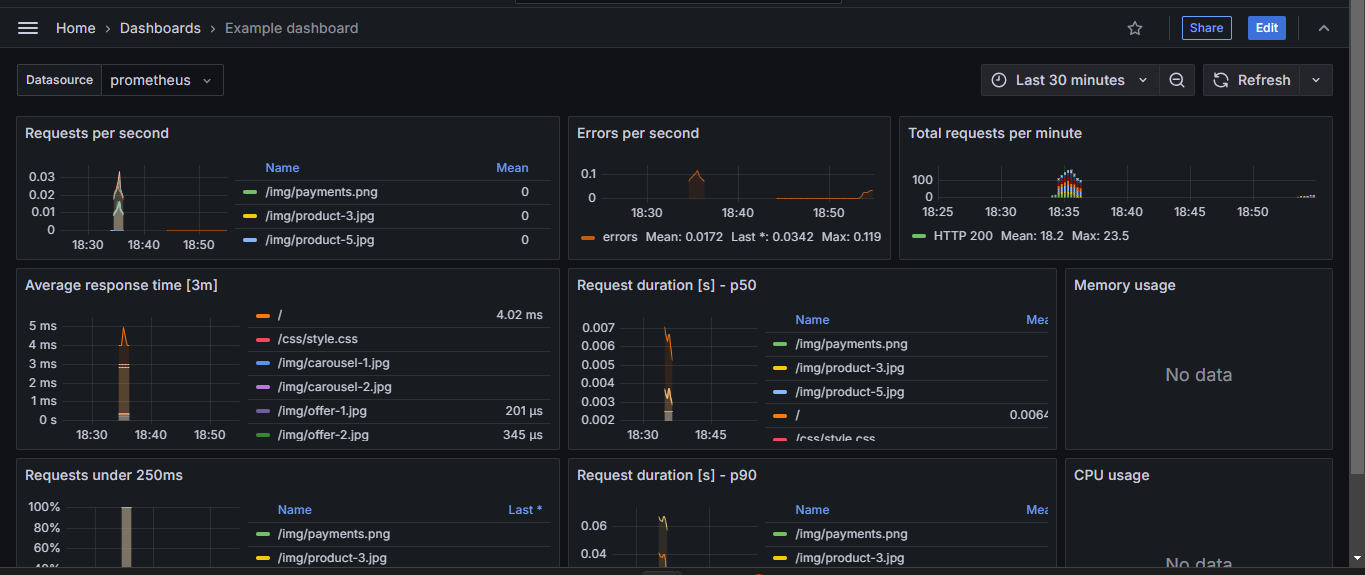 Home › Dashboards › Example dashboard
Share
Edit
Datasource
prometheus
Last 30 minutes
Refresh
Requests per second
0.03
0.02
0.01
0
18:30 18:40 18:50
Name Mean
/img/payments.png 0
/img/product-3.jpg 0
/img/product-5.jpg 0
Errors per second
0.1
0
18:30 18:40 18:50
errors Mean: 0.0172 Last *: 0.0342 Max: 0.119
Total requests per minute
100
0
18:25 18:30 18:35 18:40 18:45 18:50
HTTP 200 Mean: 18.2 Max: 23.5
Average response time [3m]
5 ms
4 ms
3 ms
2 ms
1 ms
0 s
18:30 18:40 18:50
/ 4.02 ms
/css/style.css
/img/carousel-1.jpg
/img/carousel-2.jpg
/img/offer-1.jpg 201 µs
/img/offer-2.jpg 345 µs
Request duration [s] - p50
0.007
0.006
0.005
0.004
0.003
0.002
18:30 18:45
Name Mea
/img/payments.png
/img/product-3.jpg
/img/product-5.jpg
/ 0.0064
/css/style.css
Memory usage
No data
Requests under 250ms
100%
80%
60%
40%
Name Last *
/img/payments.png
/img/product-3.jpg
Request duration [s] - p90
0.06
0.04
Name Mea
/img/payments.png
/img/product-3.jpg
CPU usage
No data